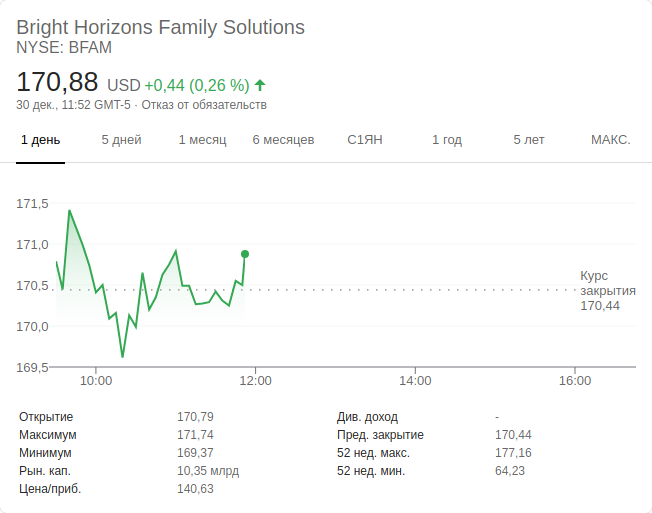 Bright Horizons Family Solutions
NYSE: BFAM
170,88 USD +0,44 (0,26 %)
30 дек., 11:52 GMT-5 · Отказ от обязательств
1 день 5 дней 1 месяц 6 месяцев С1ЯН 1 год 5 лет МАКС.
171,5
171,0
170,5
170,0
169,5
Курс
закрытия
170,44
10:00 12:00 14:00 16:00
Открытие 170,79 Див. доход -
Максимум 171,74 Пред. закрытие 170,44
Минимум 169,37 52 нед. макс. 177,16
Рын. кап. 10,35 млрд 52 нед. мин. 64,23
Цена/приб. 140,63